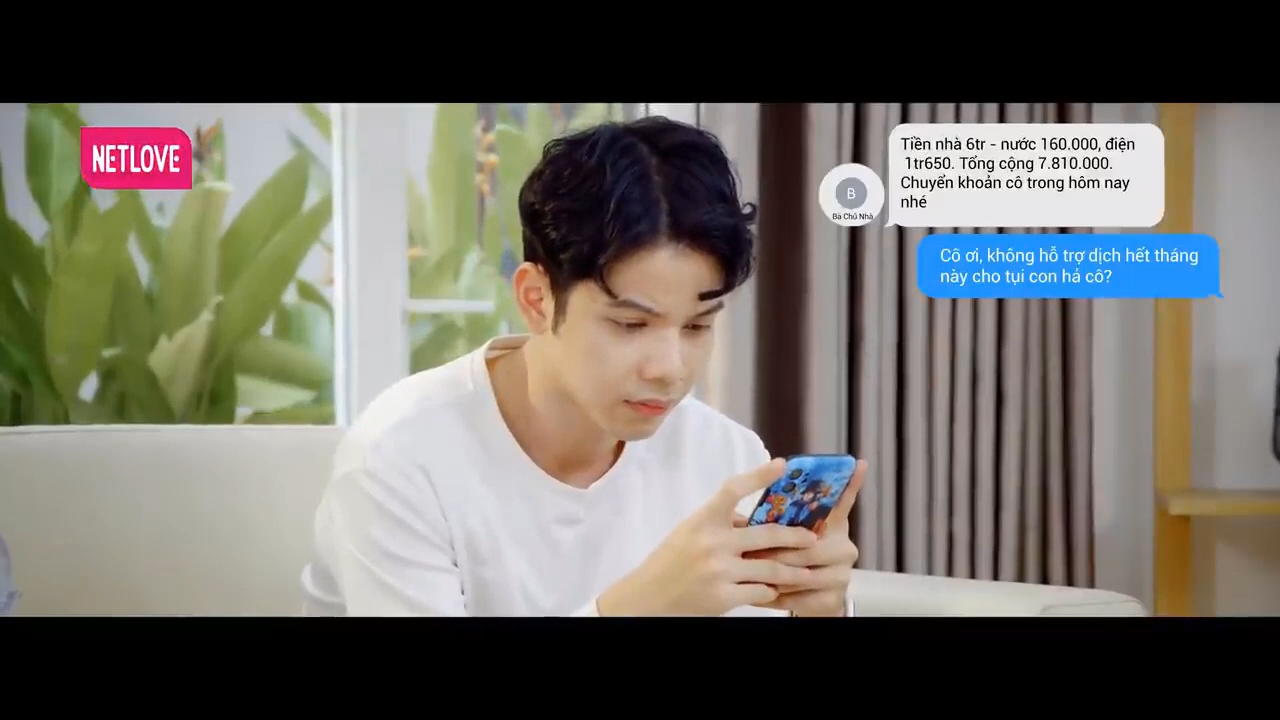 NETLOVE
Tiền nhà 6tr - nước 160.000, điện
1tr650. Tổng cộng 7.810.000.
Chuyển khoản cô trong hôm nay
nhé
B
Bà Chủ Nhà
Cô ơi, không hỗ trợ dịch hết tháng
này cho tụi con hả cô?